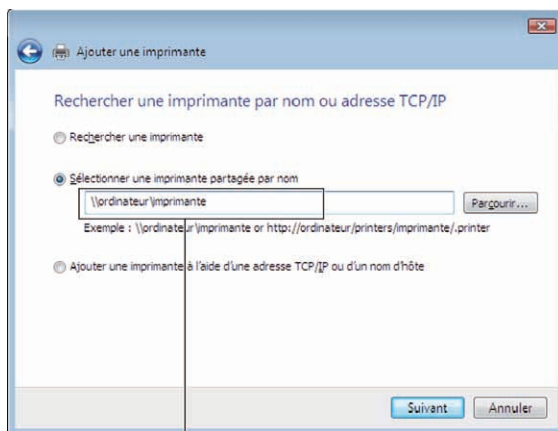 Ajouter une imprimante
Rechercher une imprimante par nom ou adresse TCP/IP
Rechercher une imprimante
Sélectionner une imprimante partagée par nom
\\ordinateur\imprimante
Parcourir...
Exemple : \\ordinateur\imprimante or http://ordinateur/printers/imprimante/.printer
Ajouter une imprimante à l'aide d'une adresse TCP/IP ou d'un nom d'hôte
Suivant
Annuler